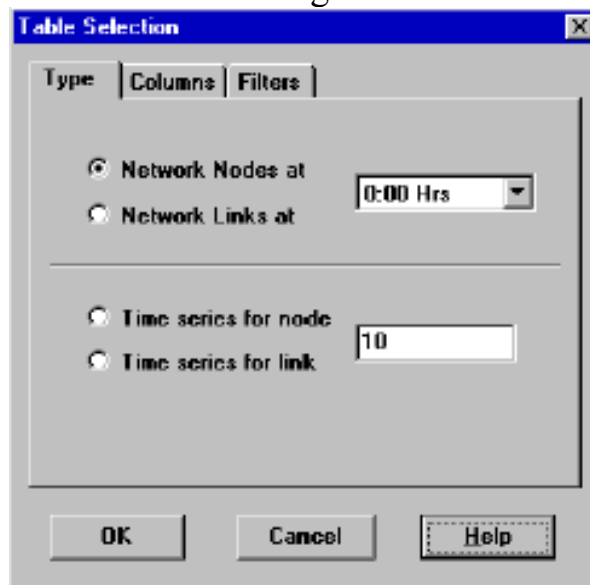 Table Selection
Type Columns Filters
Network Nodes at
0:00 Hrs
Network Links at
Time series for node
10
Time series for link
OK Cancel Help